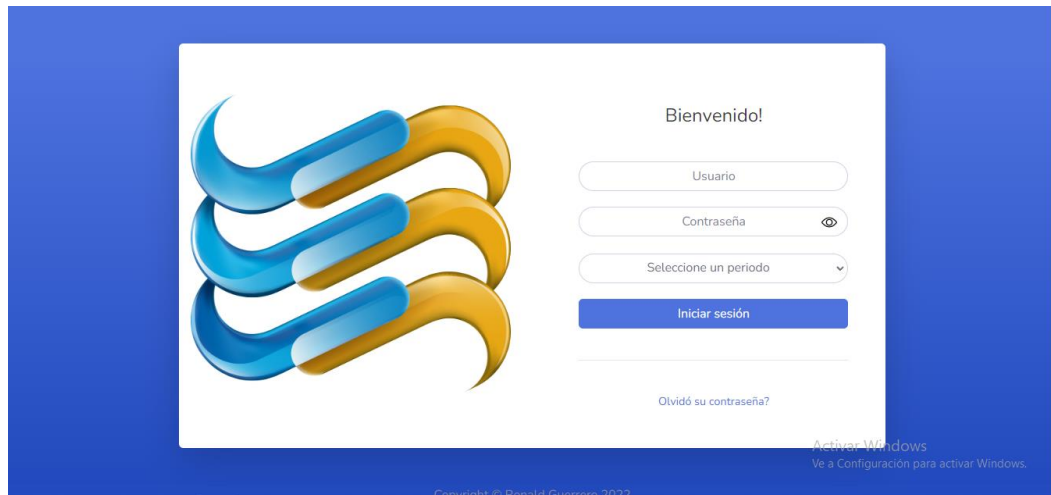 Bienvenido!
Usuario
Contraseña
Seleccione un periodo
Iniciar sesión
Olvidó su contraseña?
Activar Windows
Ve a Configuración para activar Windows.
Copyright © Ronald Guerrero 2022